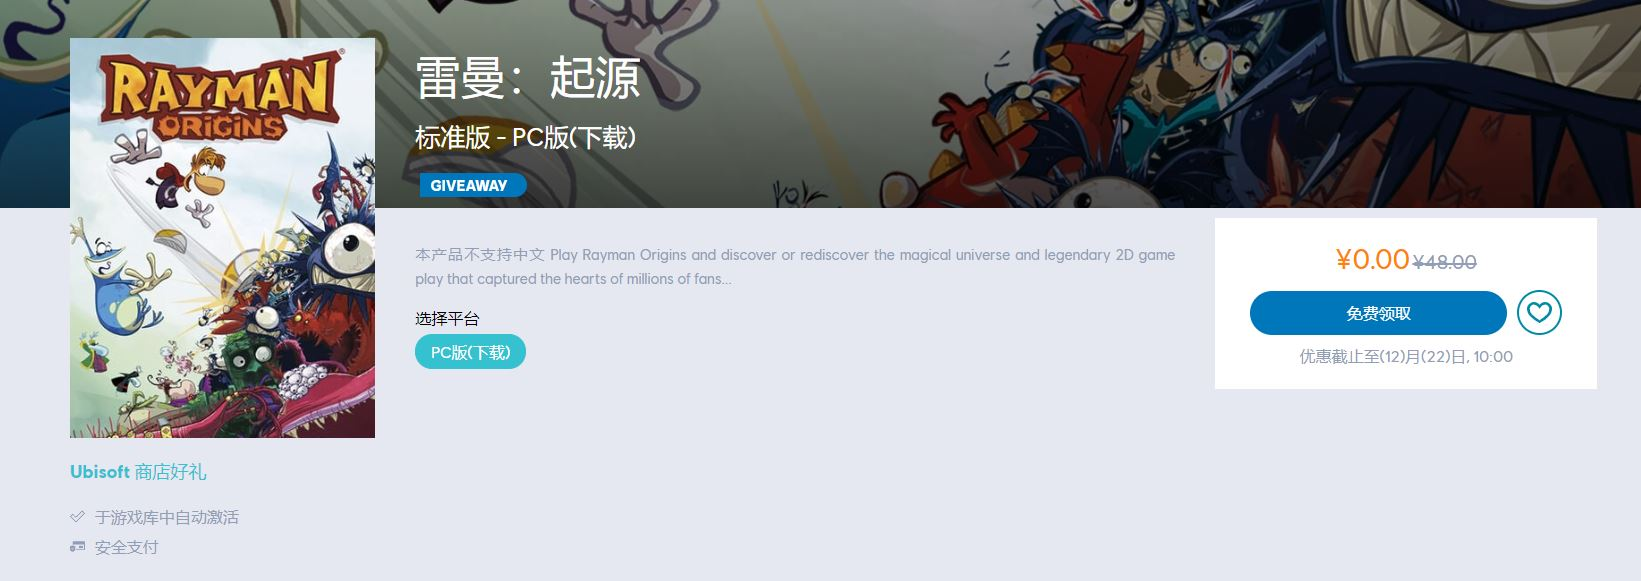 RAYMAN
ORIGINS
雷曼：起源
标准版 - PC版(下载)
GIVEAWAY
本产品不支持中文 Play Rayman Origins and discover or rediscover the magical universe and legendary 2D game
play that captured the hearts of millions of fans...
选择平台
PC版(下载)
¥0.00 ¥48.00
免费领取
优惠截止至(12)月(22)日, 10:00
Ubisoft 商店好礼
于游戏库中自动激活
安全支付